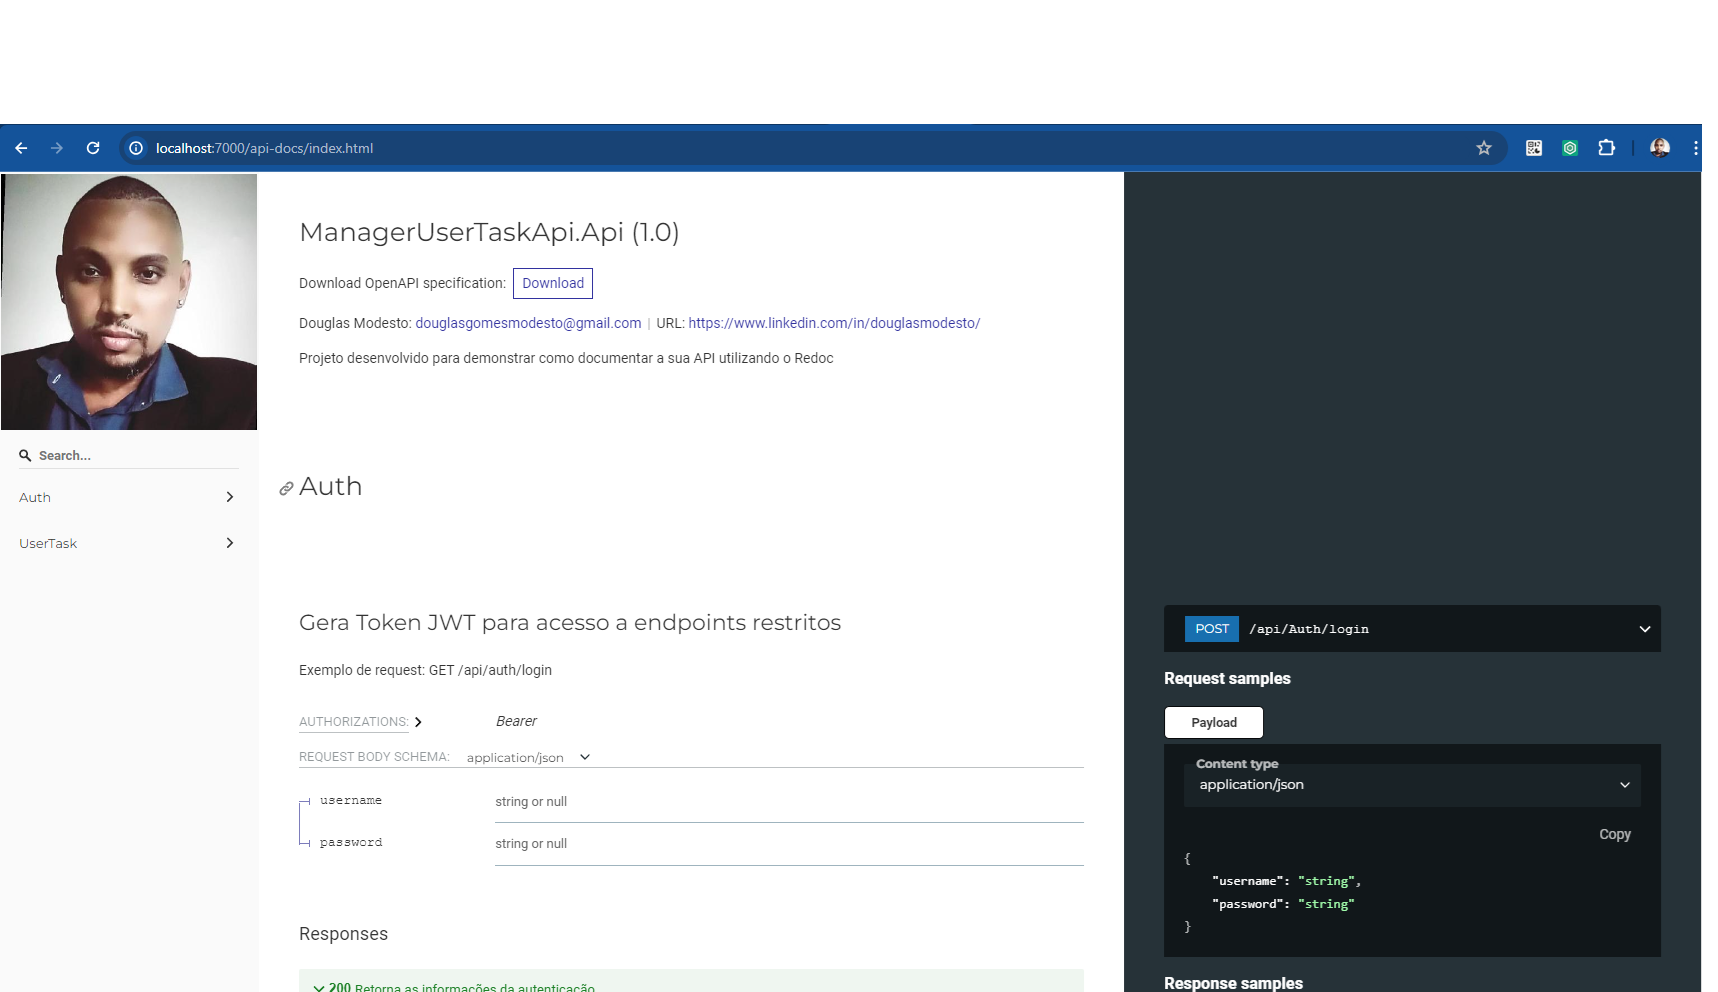 localhost:7000/api-docs/index.html
Search...
Auth
UserTask
ManagerUserTaskApi.Api (1.0)
Download OpenAPI specification: Download
Douglas Modesto: douglasgomesmodesto@gmail.com | URL: https://www.linkedin.com/in/douglasmodesto/
Projeto desenvolvido para demonstrar como documentar a sua API utilizando o Redoc
Auth
Gera Token JWT para acesso a endpoints restritos
Exemplo de request: GET /api/auth/login
AUTHORIZATIONS: Bearer
REQUEST BODY SCHEMA: application/json
username string or null
password string or null
Responses
200 Retorna as informações da autenticação
POST /api/Auth/login
Request samples
Payload
Content type
application/json
Copy
{
"username": "string",
"password": "string"
}
Response samples